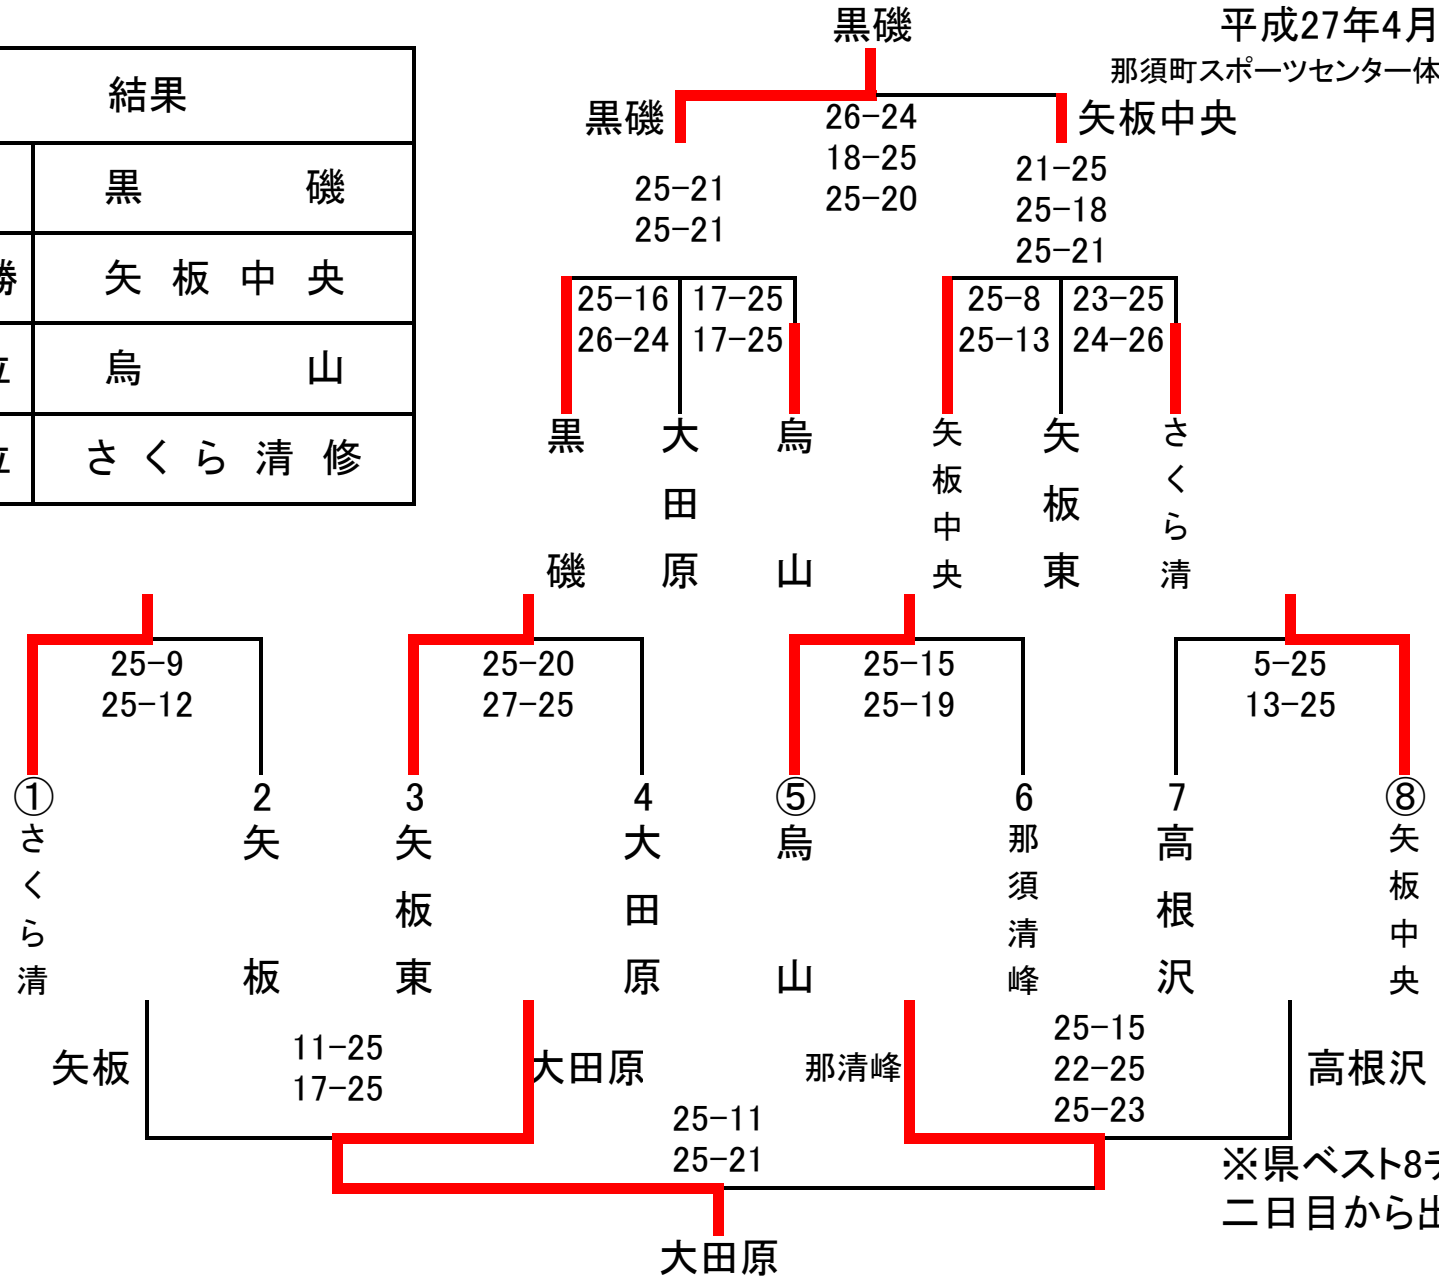 黒磯
平成27年4月
那須町スポーツセンター体
結果
黒磯
勝 矢板中央
位 烏山
位 さくら清修
黒磯
矢板中央
26-24
18-25
25-20
25-21
25-21
21-25
25-18
25-21
25-16
26-24
17-25
17-25
25-8
25-13
23-25
24-26
黒磯
大田原
烏山
矢板中央
矢板東
さくら清
25-9
25-12
25-20
27-25
25-15
25-19
5-25
13-25
①
2
3
4
⑤
6
7
⑧
さくら清
矢板
矢板東
大田原
烏山
那須清峰
高根沢
矢板中央
矢板
11-25
17-25
大田原
那清峰
25-15
22-25
25-23
高根沢
25-11
25-21
※県ベスト8チ
二日目から出
大田原